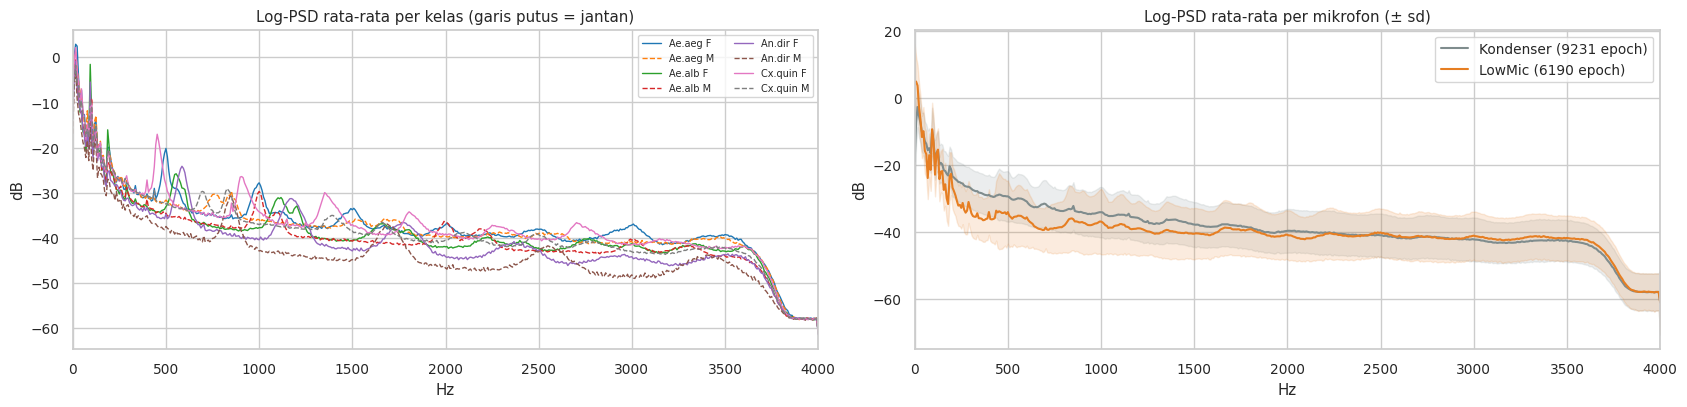 Log-PSD rata-rata per kelas (garis putus = jantan)
0
−10
−20
−30
−40
−50
−60
dB
Ae.aeg F
Ae.aeg M
Ae.alb F
Ae.alb M
An.dir F
An.dir M
Cx.quin F
Cx.quin M
0 500 1000 1500 2000 2500 3000 3500 4000
Hz
Log-PSD rata-rata per mikrofon (± sd)
20
0
−20
−40
−60
dB
Kondenser (9231 epoch)
LowMic (6190 epoch)
0 500 1000 1500 2000 2500 3000 3500 4000
Hz